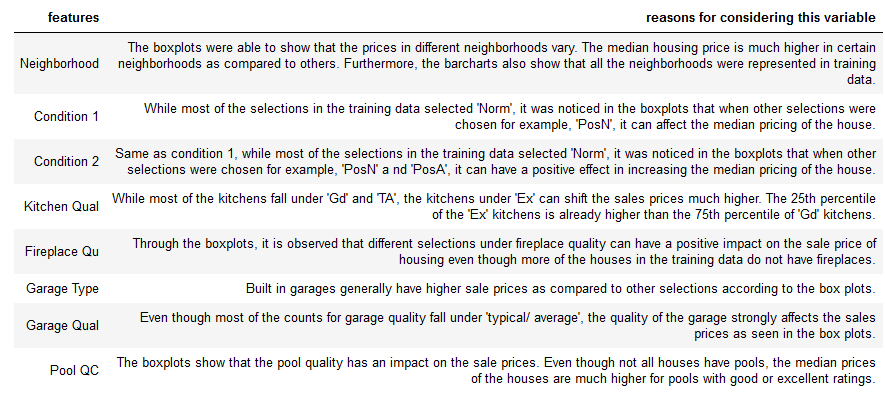 features reasons for considering this variable
The boxplots were able to show that the prices in different neighborhoods vary. The median housing price is much higher in certain
Neighborhood neighborhoods as compared to others. Furthermore, the barcharts also show that all the neighborhoods were represented in training
data.
While most of the selections in the training data selected 'Norm', it was noticed in the boxplots that when other selections were
Condition 1
chosen for example, 'PosN', it can affect the median pricing of the house.
Same as condition 1, while most of the selections in the training data selected 'Norm', it was noticed in the boxplots that when other
Condition 2
selections were chosen for example, 'PosN' a nd 'PosA', it can have a positive effect in increasing the median pricing of the house.
While most of the kitchens fall under 'Gd' and 'TA', the kitchens under 'Ex' can shift the sales prices much higher. The 25th percentile
Kitchen Qual
of the 'Ex' kitchens is already higher than the 75th percentile of 'Gd' kitchens.
Through the boxplots, it is observed that different selections under fireplace quality can have a positive impact on the sale price of
Fireplace Qu
housing even though more of the houses in the training data do not have fireplaces.
Garage Type Built in garages generally have higher sale prices as compared to other selections according to the box plots.
Even though most of the counts for garage quality fall under 'typical/ average', the quality of the garage strongly affects the sales
Garage Qual
prices as seen in the box plots.
The boxplots show that the pool quality has an impact on the sale prices. Even though not all houses have pools, the median prices
Pool QC
of the houses are much higher for pools with good or excellent ratings.